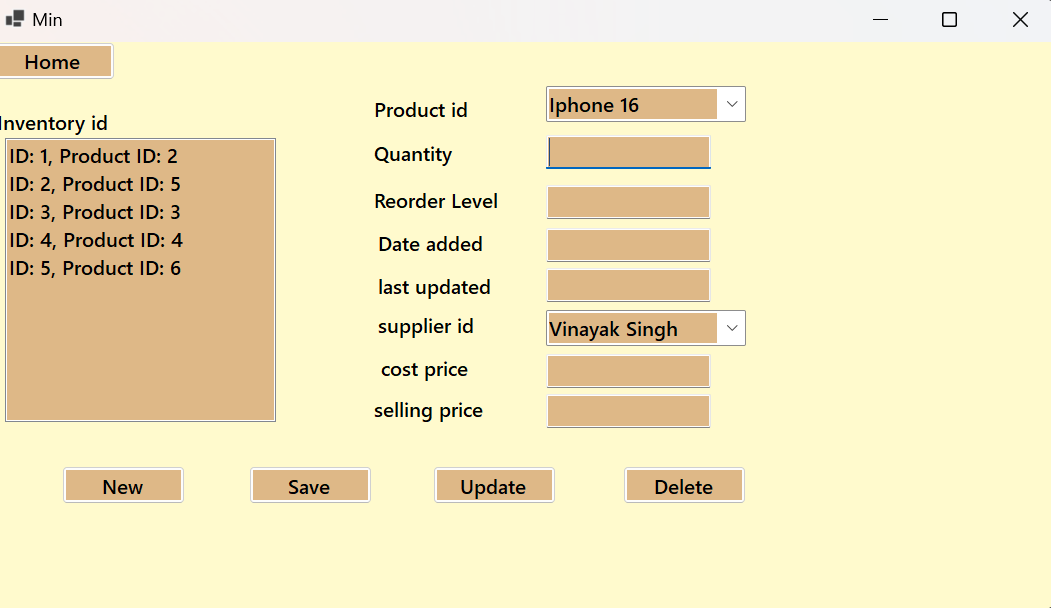 Min
Home
Inventory id
ID: 1, Product ID: 2
ID: 2, Product ID: 5
ID: 3, Product ID: 3
ID: 4, Product ID: 4
ID: 5, Product ID: 6
Product id Iphone 16
Quantity
Reorder Level
Date added
last updated
supplier id Vinayak Singh
cost price
selling price
New Save Update Delete